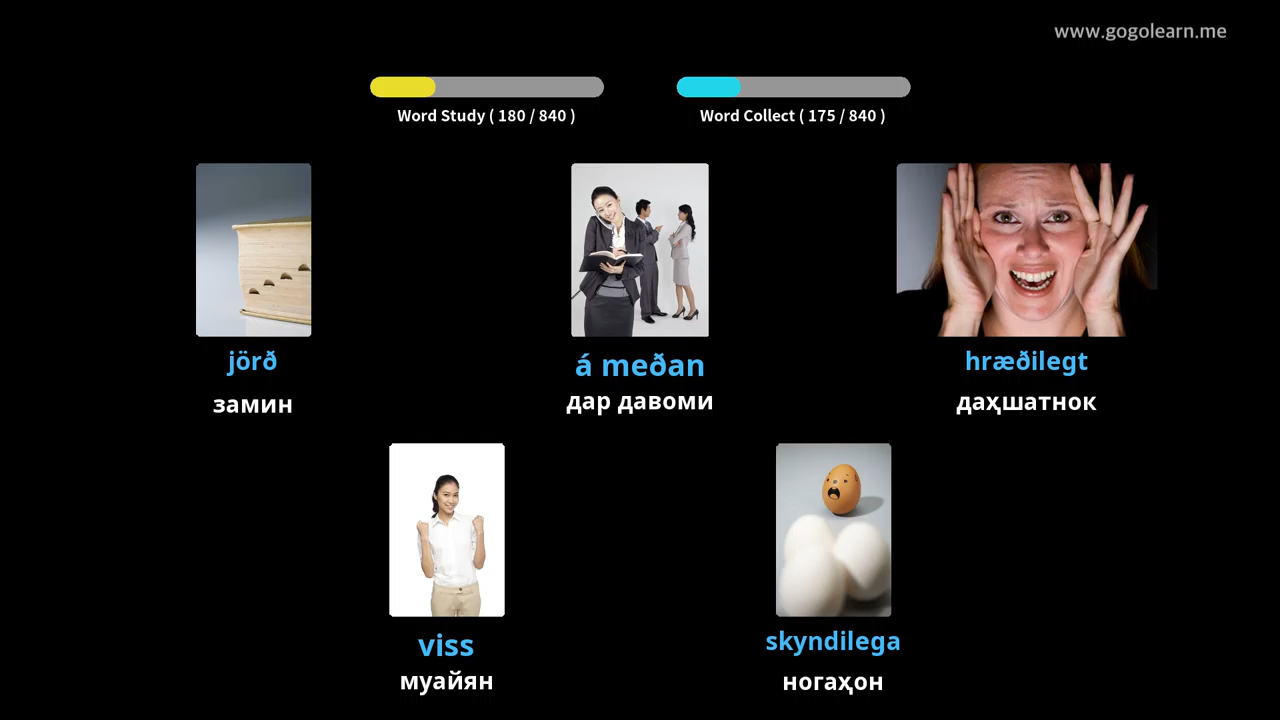 www.gogolearn.me
Word Study ( 180 / 840 )
Word Collect ( 175 / 840 )
jörð
замин
á meðan
дар давоми
hræðilegt
даҳшатнок
viss
муайян
skyndilega
ногаҳон